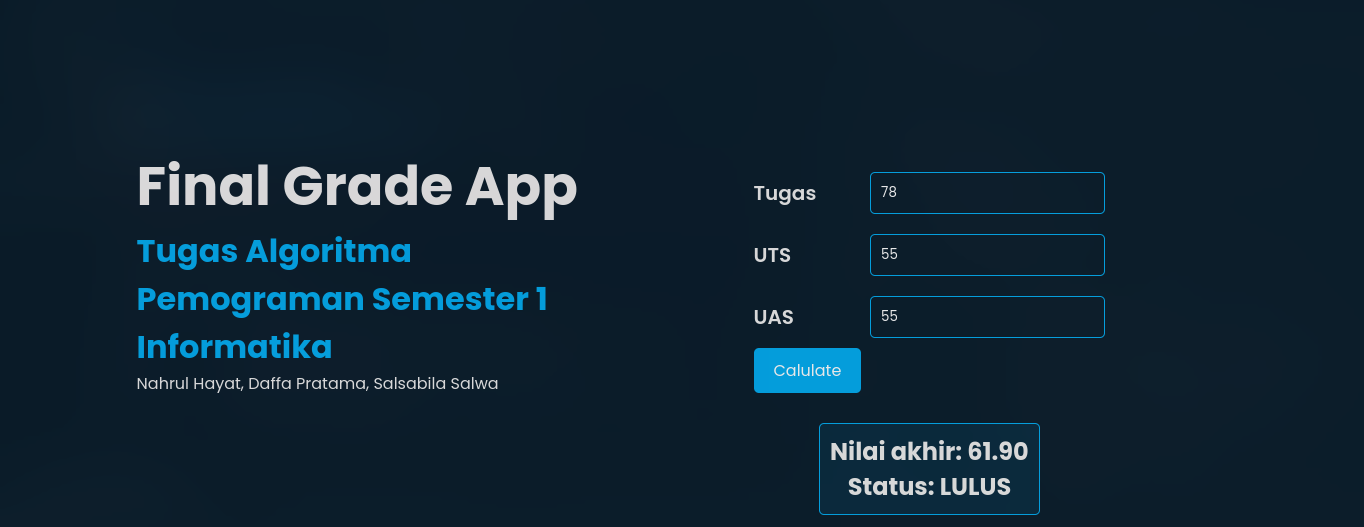 Final Grade App
Tugas Algoritma
Pemograman Semester 1
Informatika
Nahrul Hayat, Daffa Pratama, Salsabila Salwa
Tugas 78
UTS 55
UAS 55
Calulate
Nilai akhir: 61.90
Status: LULUS